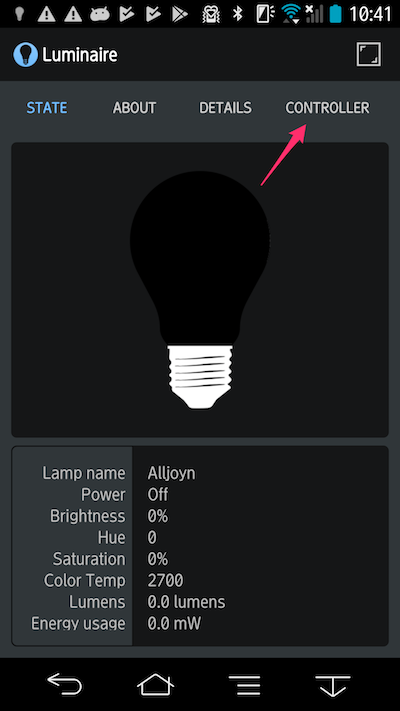 10:41
Luminaire
STATE ABOUT DETAILS CONTROLLER
Lamp name Alljoyn
Power Off
Brightness 0%
Hue 0
Saturation 0%
Color Temp 2700
Lumens 0.0 lumens
Energy usage 0.0 mW